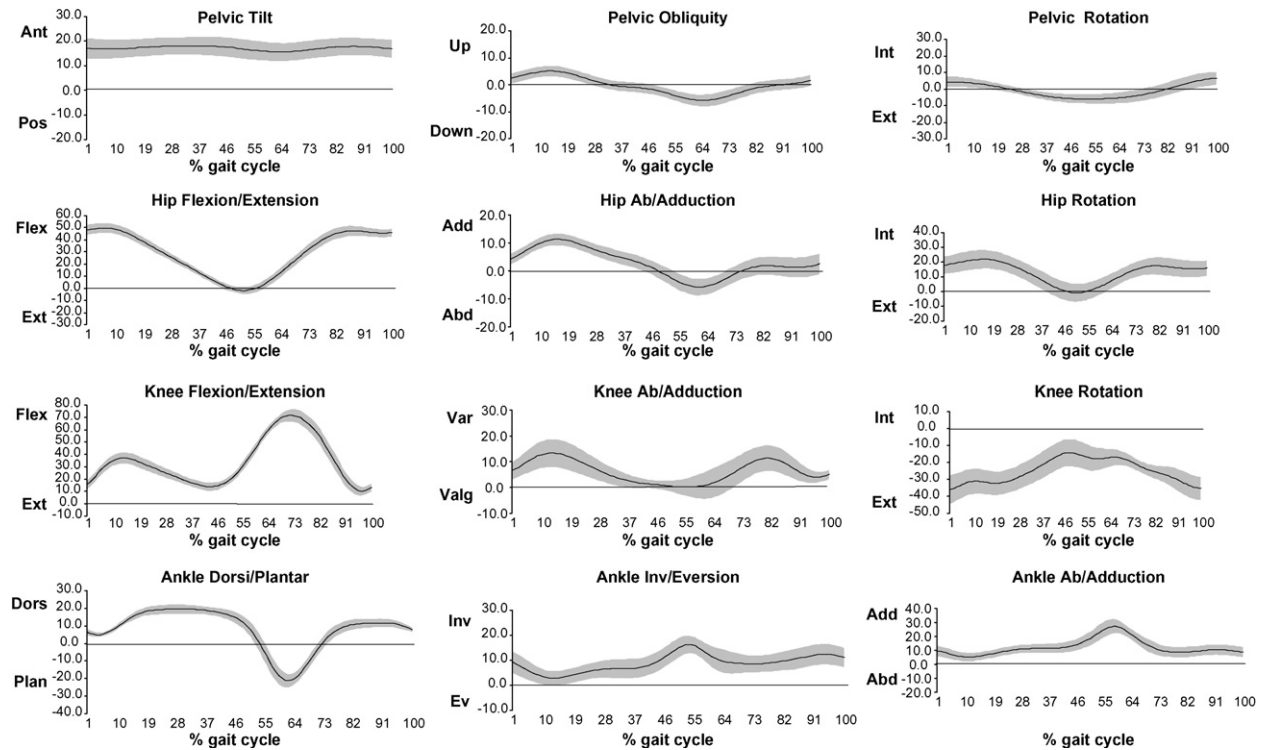 Pelvic Tilt
30.0
Ant
20.0
10.0
0.0
Pos
-10.0
-20.0
1 10 19 28 37 46 55 64 73 82 91 100
% gait cycle
Pelvic Obliquity
20.0
Up
10.0
0.0
-10.0
Down
-20.0
1 10 19 28 37 46 55 64 73 82 91 100
% gait cycle
Pelvic Rotation
30.0
Int
20.0
10.0
0.0
-10.0
Ext
-20.0
-30.0
1 10 19 28 37 46 55 64 73 82 91 100
% gait cycle
Hip Flexion/Extension
60.0
Flex
50.0
40.0
30.0
20.0
10.0
0.0
-10.0
-20.0
Ext
-30.0
1 10 19 28 37 46 55 64 73 82 91 100
% gait cycle
Hip Ab/Adduction
Add
20.0
10.0
0.0
-10.0
Abd
-20.0
1 10 19 28 37 46 55 64 73 82 91 100
% gait cycle
Hip Rotation
Int
40.0
30.0
20.0
10.0
0.0
Ext
-10.0
-20.0
1 10 19 28 37 46 55 64 73 82 91 100
% gait cycle
Knee Flexion/Extension
Flex
80.0
70.0
60.0
50.0
40.0
30.0
20.0
10.0
Ext
0.0
-10.0
1 10 19 28 37 46 55 64 73 82 91 100
% gait cycle
Knee Ab/Adduction
Var
30.0
20.0
10.0
Valg
0.0
-10.0
1 10 19 28 37 46 55 64 73 82 91 100
% gait cycle
Knee Rotation
Int
10.0
0.0
-10.0
-20.0
-30.0
Ext
-40.0
-50.0
1 10 19 28 37 46 55 64 73 82 91 100
% gait cycle
Ankle Dorsi/Plantar
30.0
Dors
20.0
10.0
0.0
-10.0
Plan
-20.0
-30.0
-40.0
1 10 19 28 37 46 55 64 73 82 91 100
% gait cycle
Ankle Inv/Eversion
30.0
Inv
20.0
10.0
0.0
Ev
-10.0
1 10 19 28 37 46 55 64 73 82 91 100
% gait cycle
Ankle Ab/Adduction
Add
40.0
30.0
20.0
10.0
0.0
Abd
-10.0
-20.0
1 10 19 28 37 46 55 64 73 82 91 100
% gait cycle